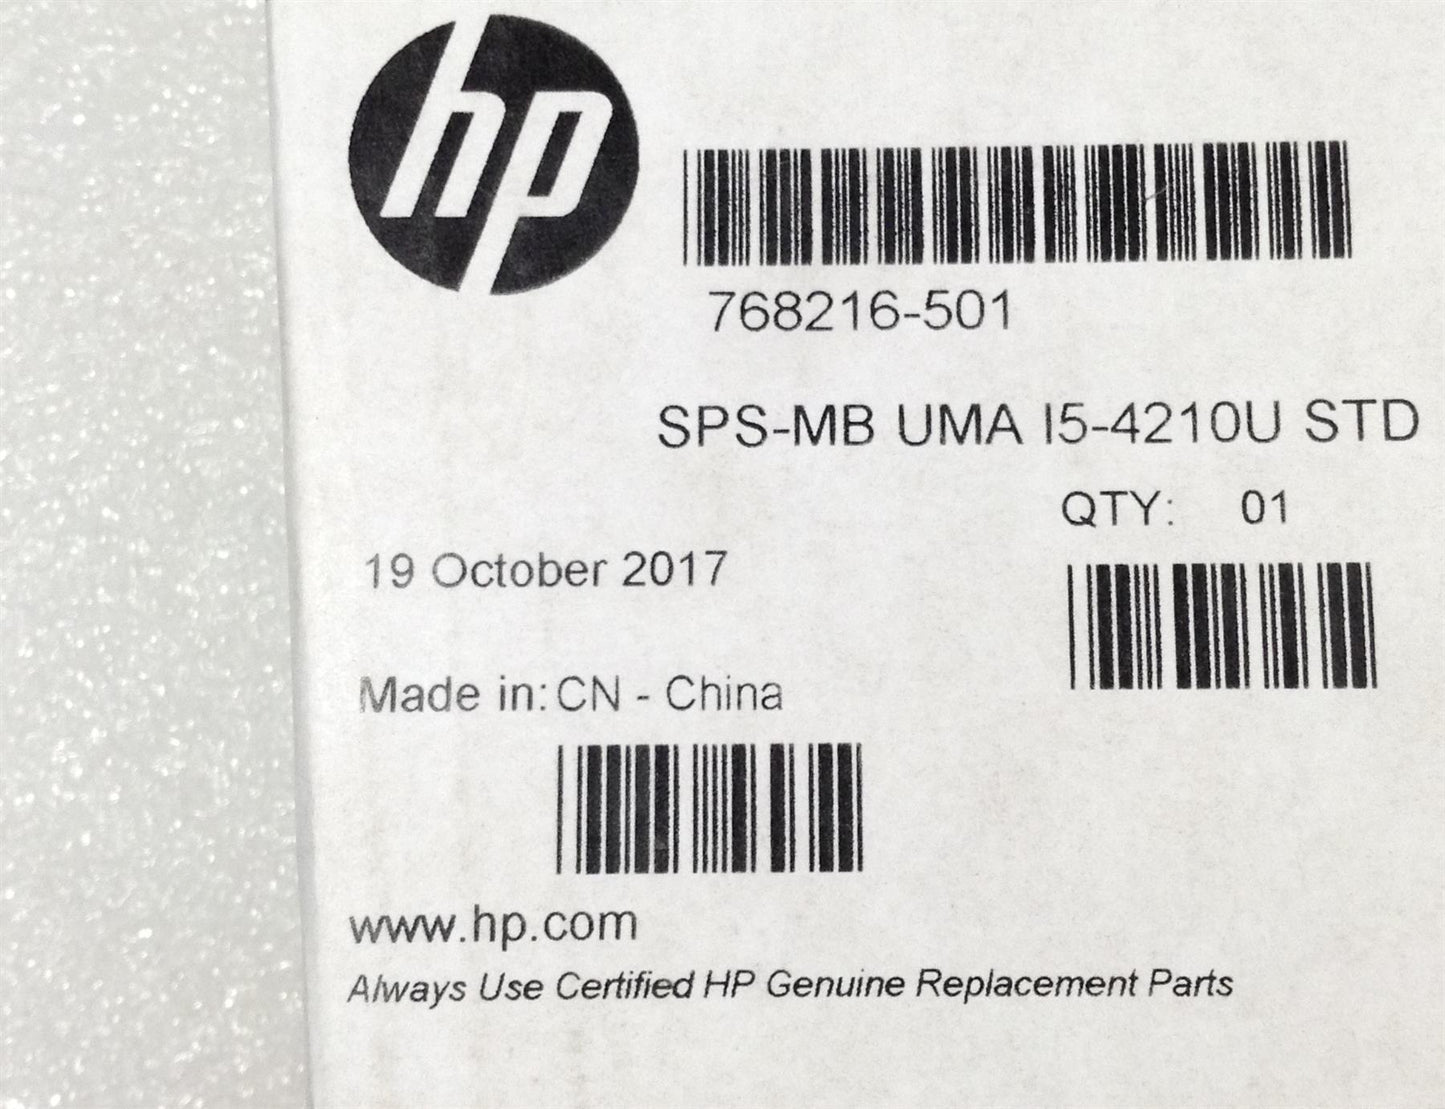 hp
768216-501
SPS-MB UMA I5-4210U STD
QTY: 01
19 October 2017
Made in: CN - China
www.hp.com
Always Use Certified HP Genuine Replacement Parts